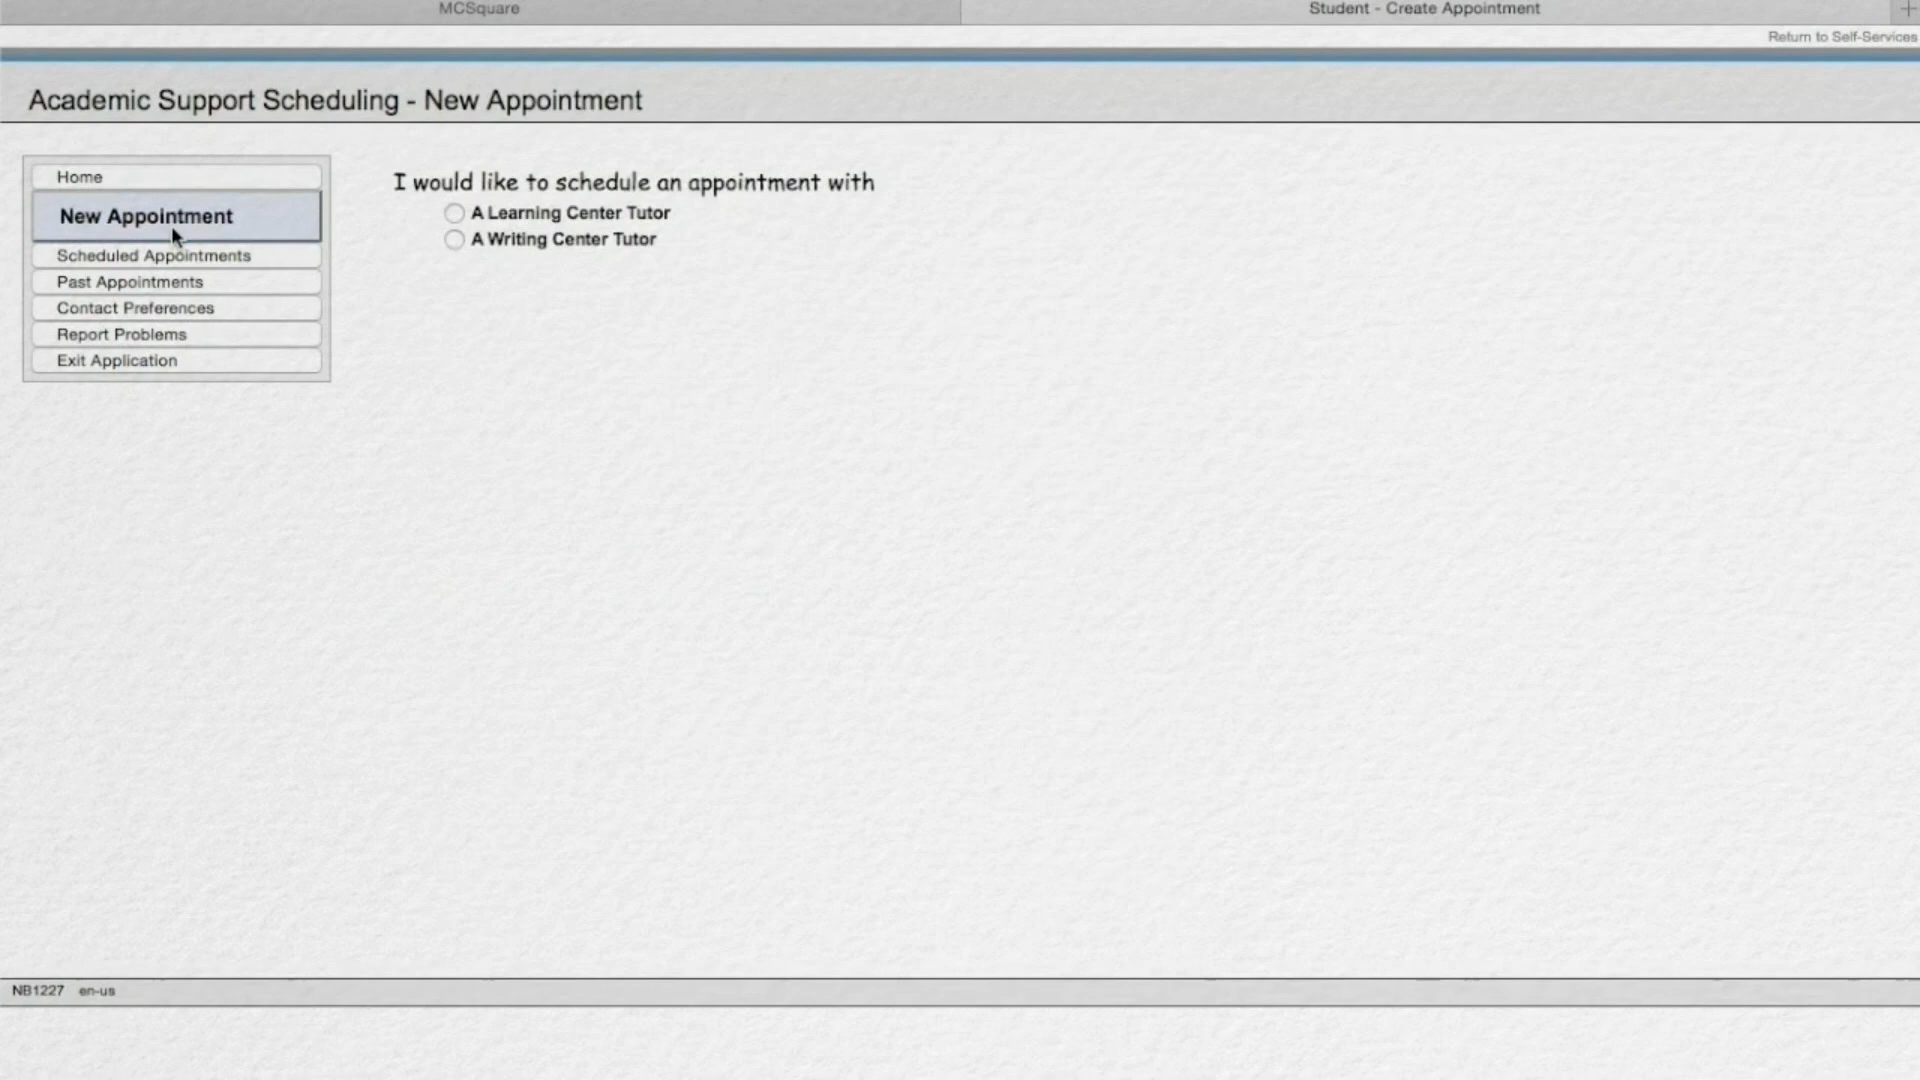 MCSquare
Student - Create Appointment
Return to Self-Services
Academic Support Scheduling - New Appointment
Home
New Appointment
Scheduled Appointments
Past Appointments
Contact Preferences
Report Problems
Exit Application
I would like to schedule an appointment with
A Learning Center Tutor
A Writing Center Tutor
NB1227 en-us